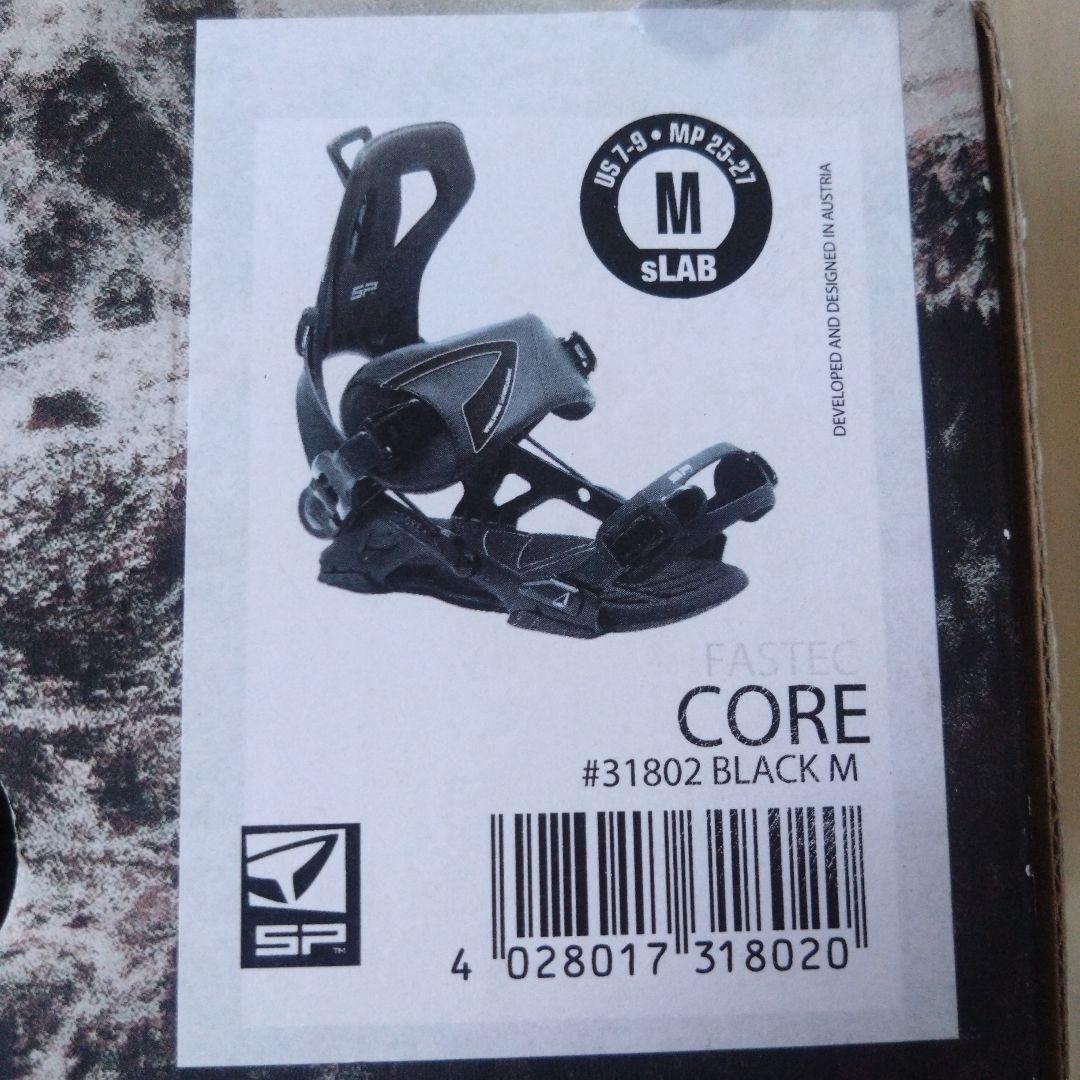 US 7-9 • MP 25-27
M
sLAB
DEVELOPED AND DESIGNED IN AUSTRIA
SP
SP
FASTEC
CORE
#31802 BLACK M
SP™
4 028017 318020